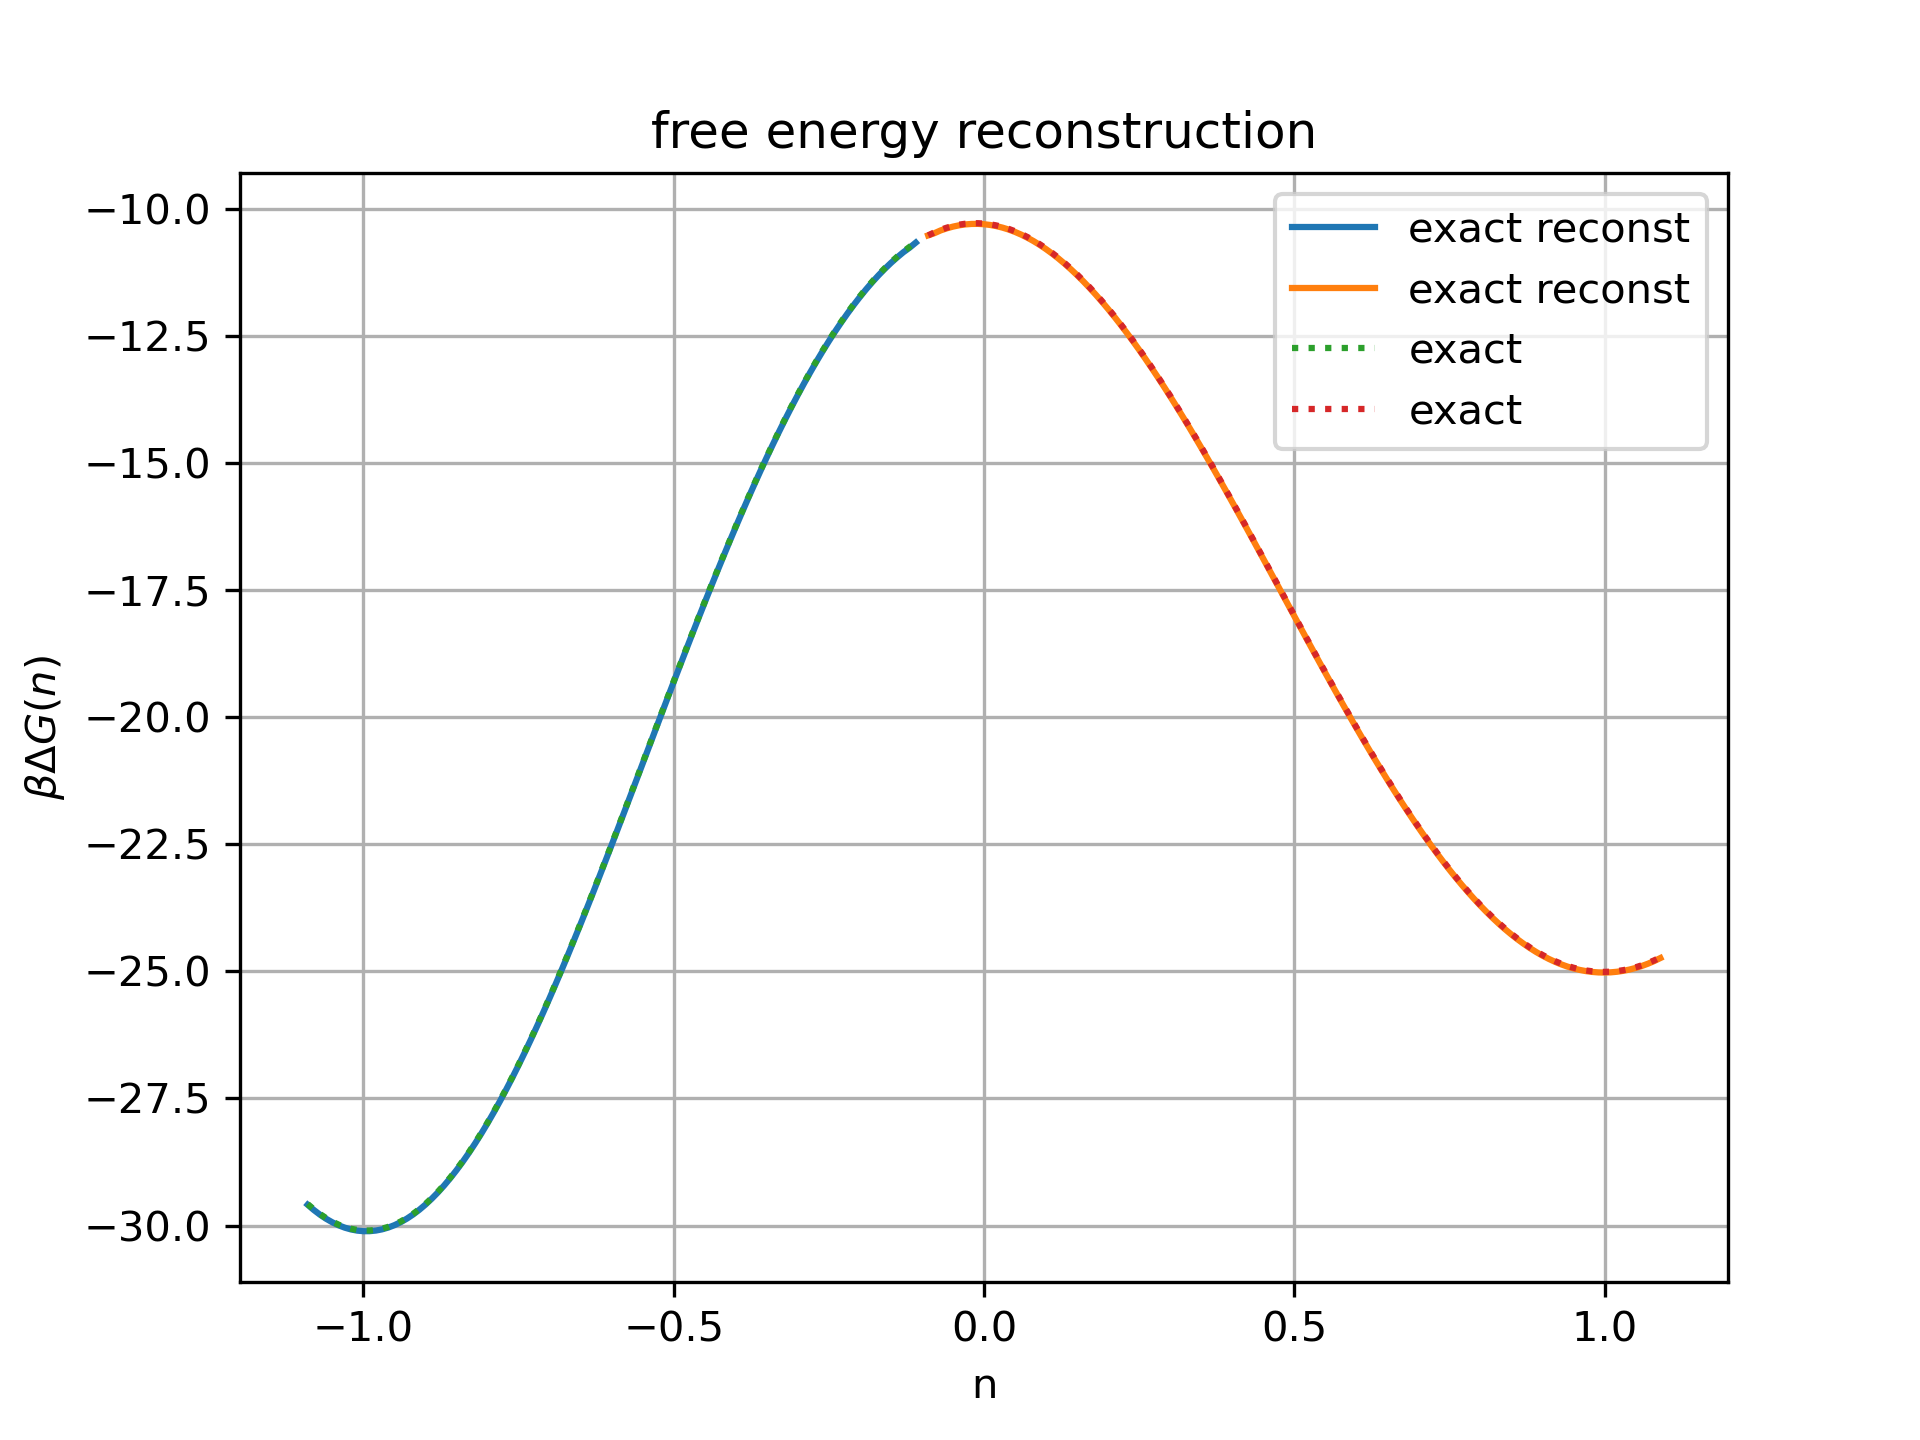 free energy reconstruction
−10.0
−12.5
−15.0
−17.5
−20.0
−22.5
−25.0
−27.5
−30.0
βΔG(n)
exact reconst
exact reconst
exact
exact
−1.0 −0.5 0.0 0.5 1.0
n